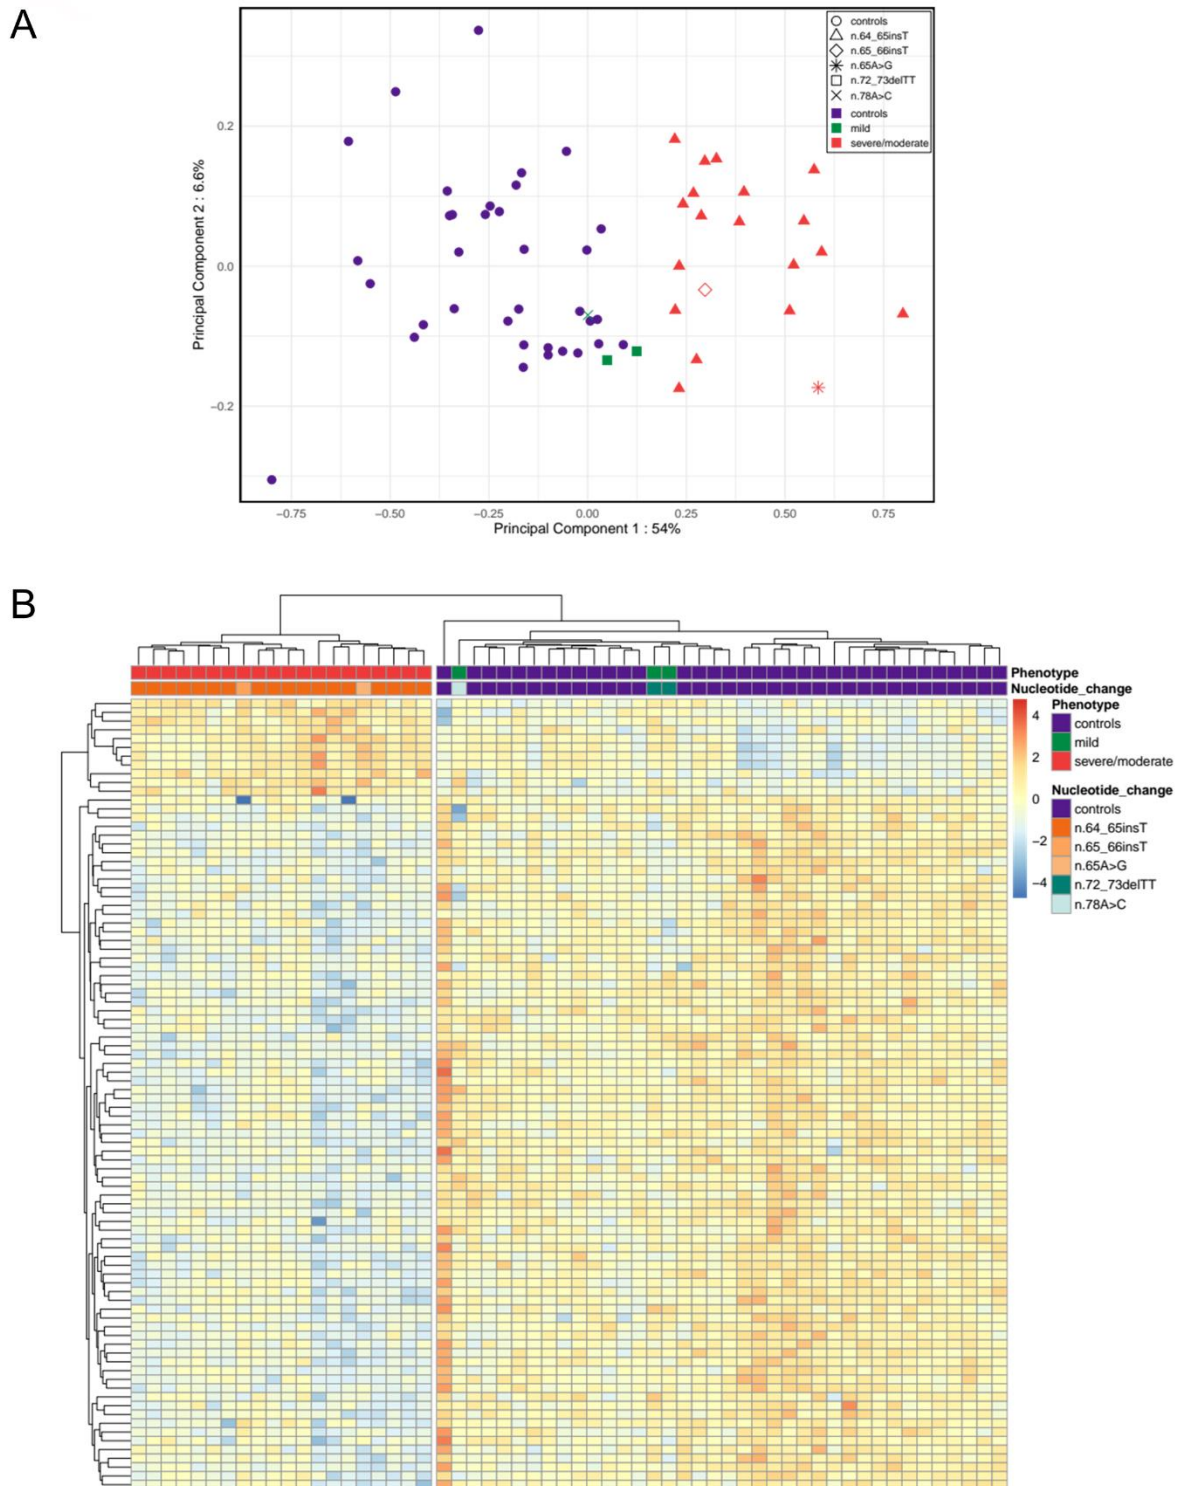 A
controls
n.64_65insT
n.65_66insT
n.65A>G
n.72_73delTT
n.78A>C
controls
mild
severe/moderate
0.2
0.0
−0.2
Principal Component 2 : 6.6%
−0.75 −0.50 −0.25 0.00 0.25 0.50 0.75
Principal Component 1 : 54%
B
Phenotype
Nucleotide_change
4
2
0
−2
−4
Phenotype
controls
mild
severe/moderate
Nucleotide_change
controls
n.64_65insT
n.65_66insT
n.65A>G
n.72_73delTT
n.78A>C